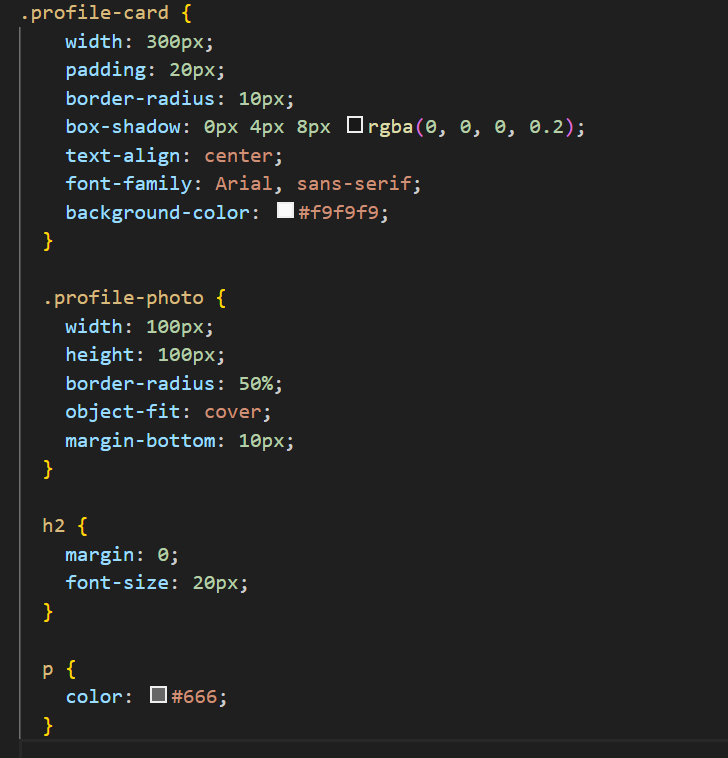 .profile-card {
    width: 300px;
    padding: 20px;
    border-radius: 10px;
    box-shadow: 0px 4px 8px rgba(0, 0, 0, 0.2);
    text-align: center;
    font-family: Arial, sans-serif;
    background-color: #f9f9f9;
  }

  .profile-photo {
    width: 100px;
    height: 100px;
    border-radius: 50%;
    object-fit: cover;
    margin-bottom: 10px;
  }

  h2 {
    margin: 0;
    font-size: 20px;
  }

  p {
    color: #666;
  }